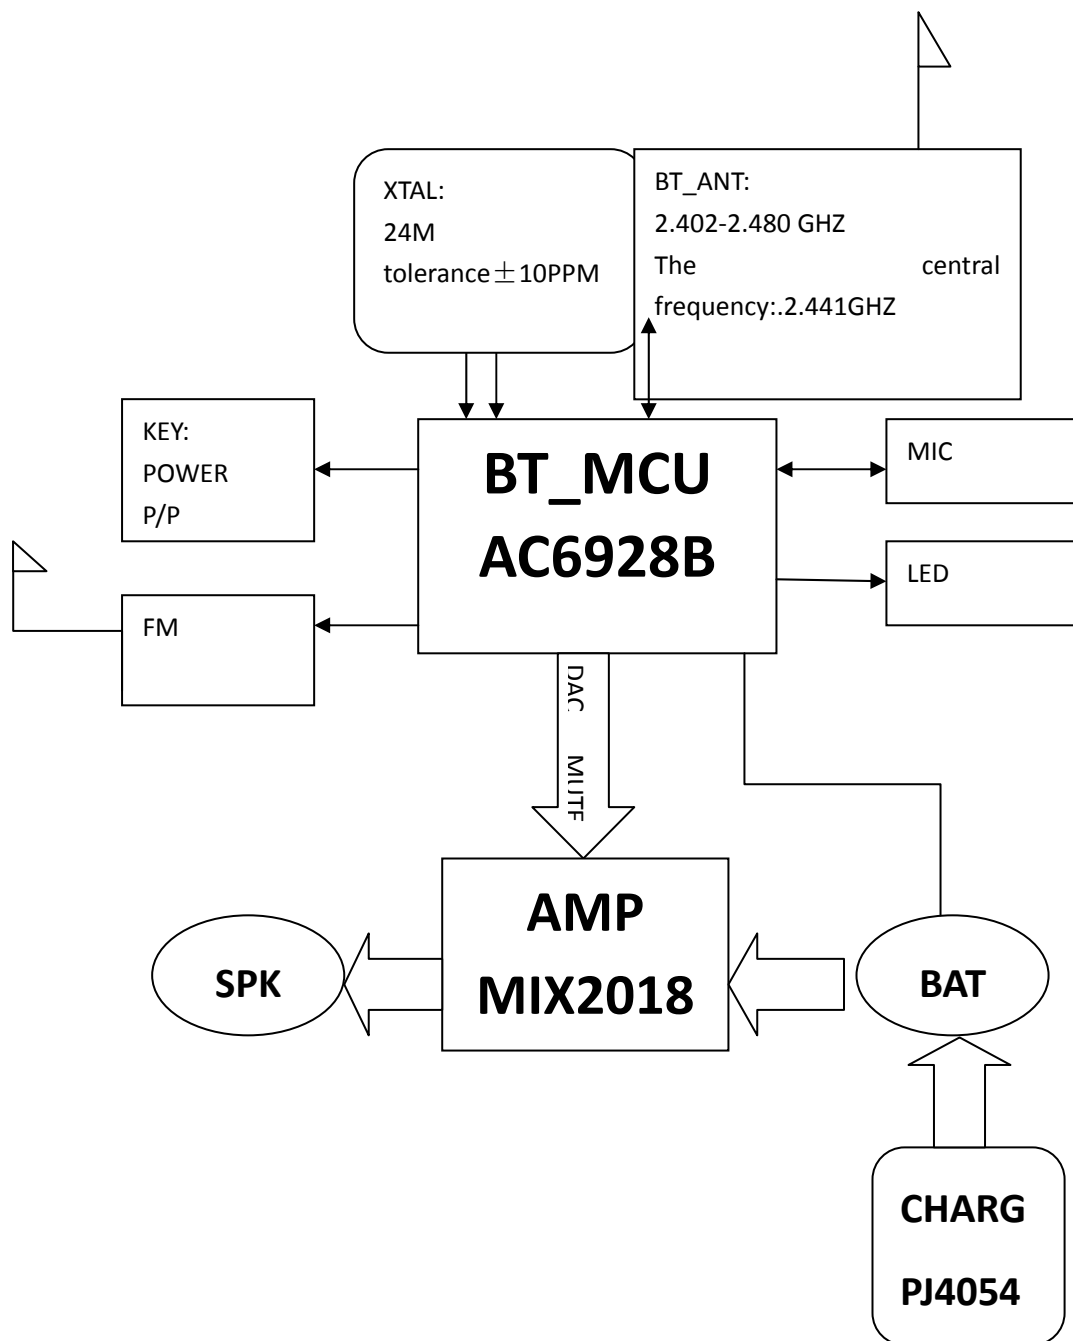 XTAL:
24M
tolerance±10PPM
BT_ANT:
2.402-2.480 GHZ
The central
frequency:.2.441GHZ
KEY:
POWER
P/P
BT_MCU
AC6928B
MIC
LED
FM
DAC
MUTE
AMP
MIX2018
SPK
BAT
CHARG
PJ4054